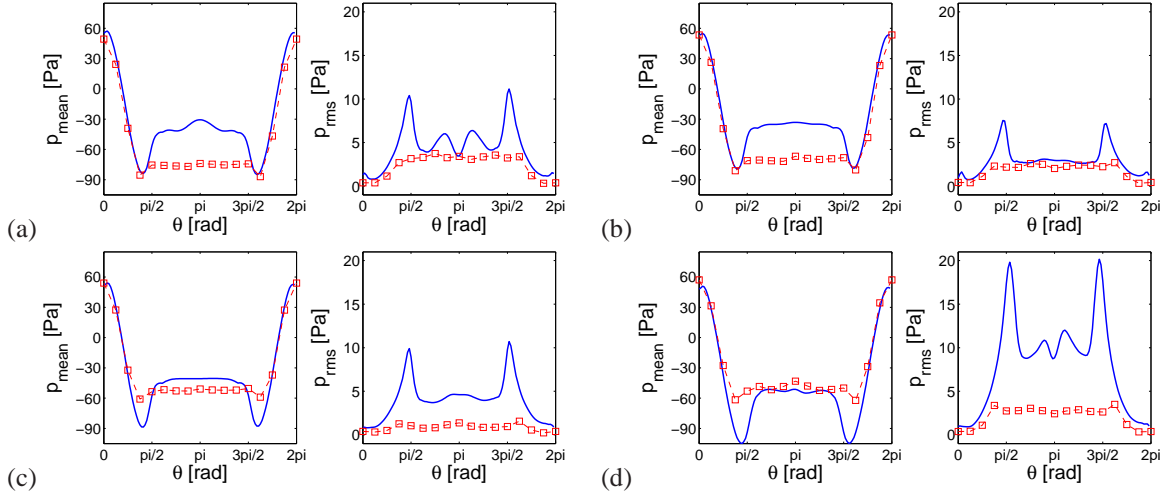 60
30
0
−30
−60
−90
p_mean [Pa]
0 pi/2 pi 3pi/2 2pi
θ [rad]
20
15
10
5
0
p_rms [Pa]
0 pi/2 pi 3pi/2 2pi
θ [rad]
(a)
60
30
0
−30
−60
−90
p_mean [Pa]
0 pi/2 pi 3pi/2 2pi
θ [rad]
20
15
10
5
0
p_rms [Pa]
0 pi/2 pi 3pi/2 2pi
θ [rad]
(b)
60
30
0
−30
−60
−90
p_mean [Pa]
0 pi/2 pi 3pi/2 2pi
θ [rad]
20
15
10
5
0
p_rms [Pa]
0 pi/2 pi 3pi/2 2pi
θ [rad]
(c)
60
30
0
−30
−60
−90
p_mean [Pa]
0 pi/2 pi 3pi/2 2pi
θ [rad]
20
15
10
5
0
p_rms [Pa]
0 pi/2 pi 3pi/2 2pi
θ [rad]
(d)